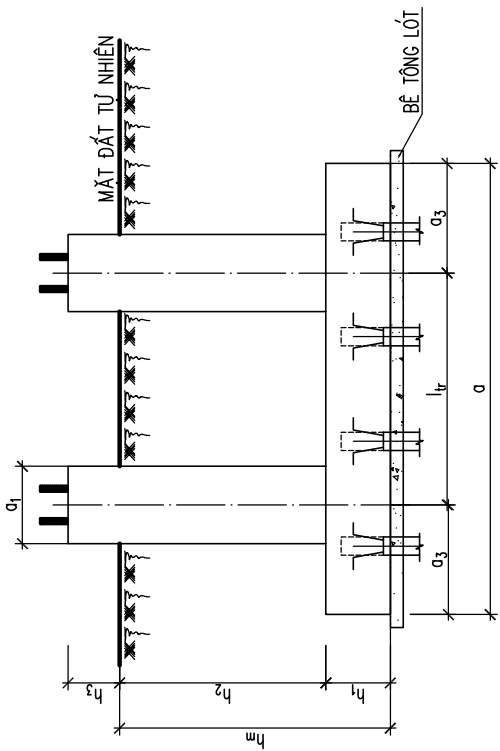 MẶT ĐẤT TỰ NHIÊN
BÊ TÔNG LÓT
a1
a3
ltr
a3
a
h3
h2
h1
hm